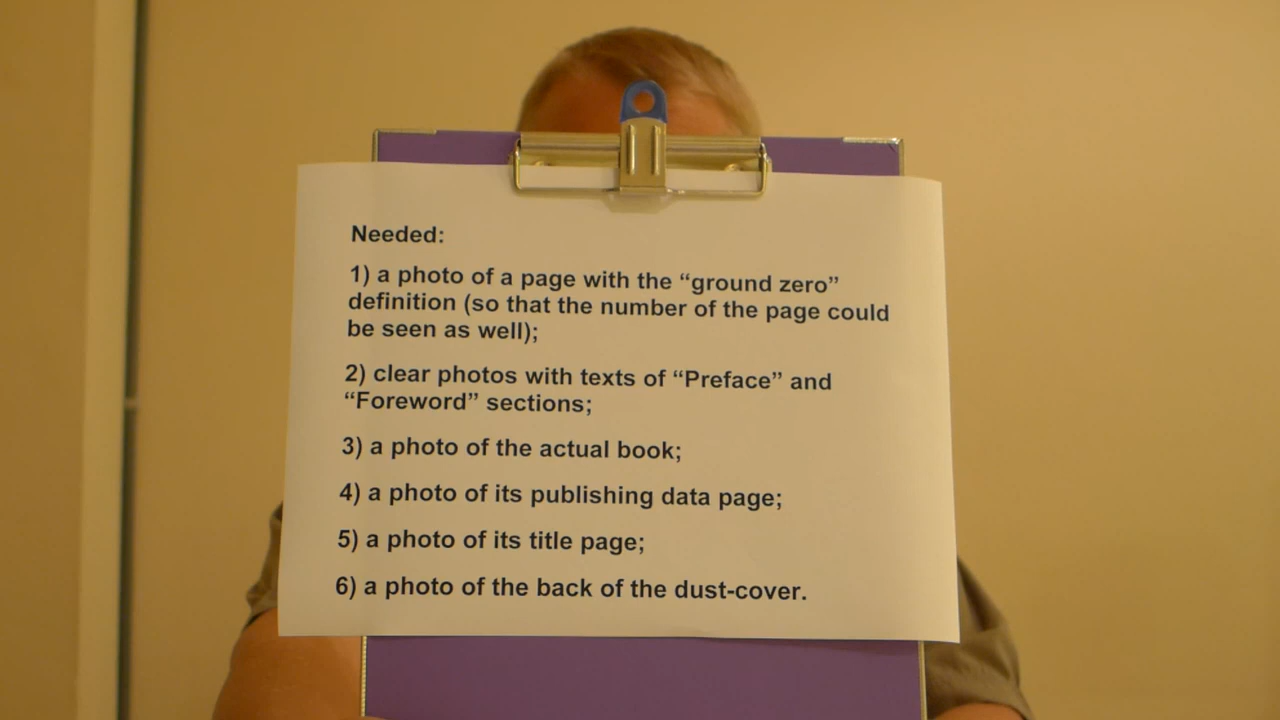 Needed:
1) a photo of a page with the “ground zero”
definition (so that the number of the page could
be seen as well);
2) clear photos with texts of “Preface” and
“Foreword” sections;
3) a photo of the actual book;
4) a photo of its publishing data page;
5) a photo of its title page;
6) a photo of the back of the dust-cover.